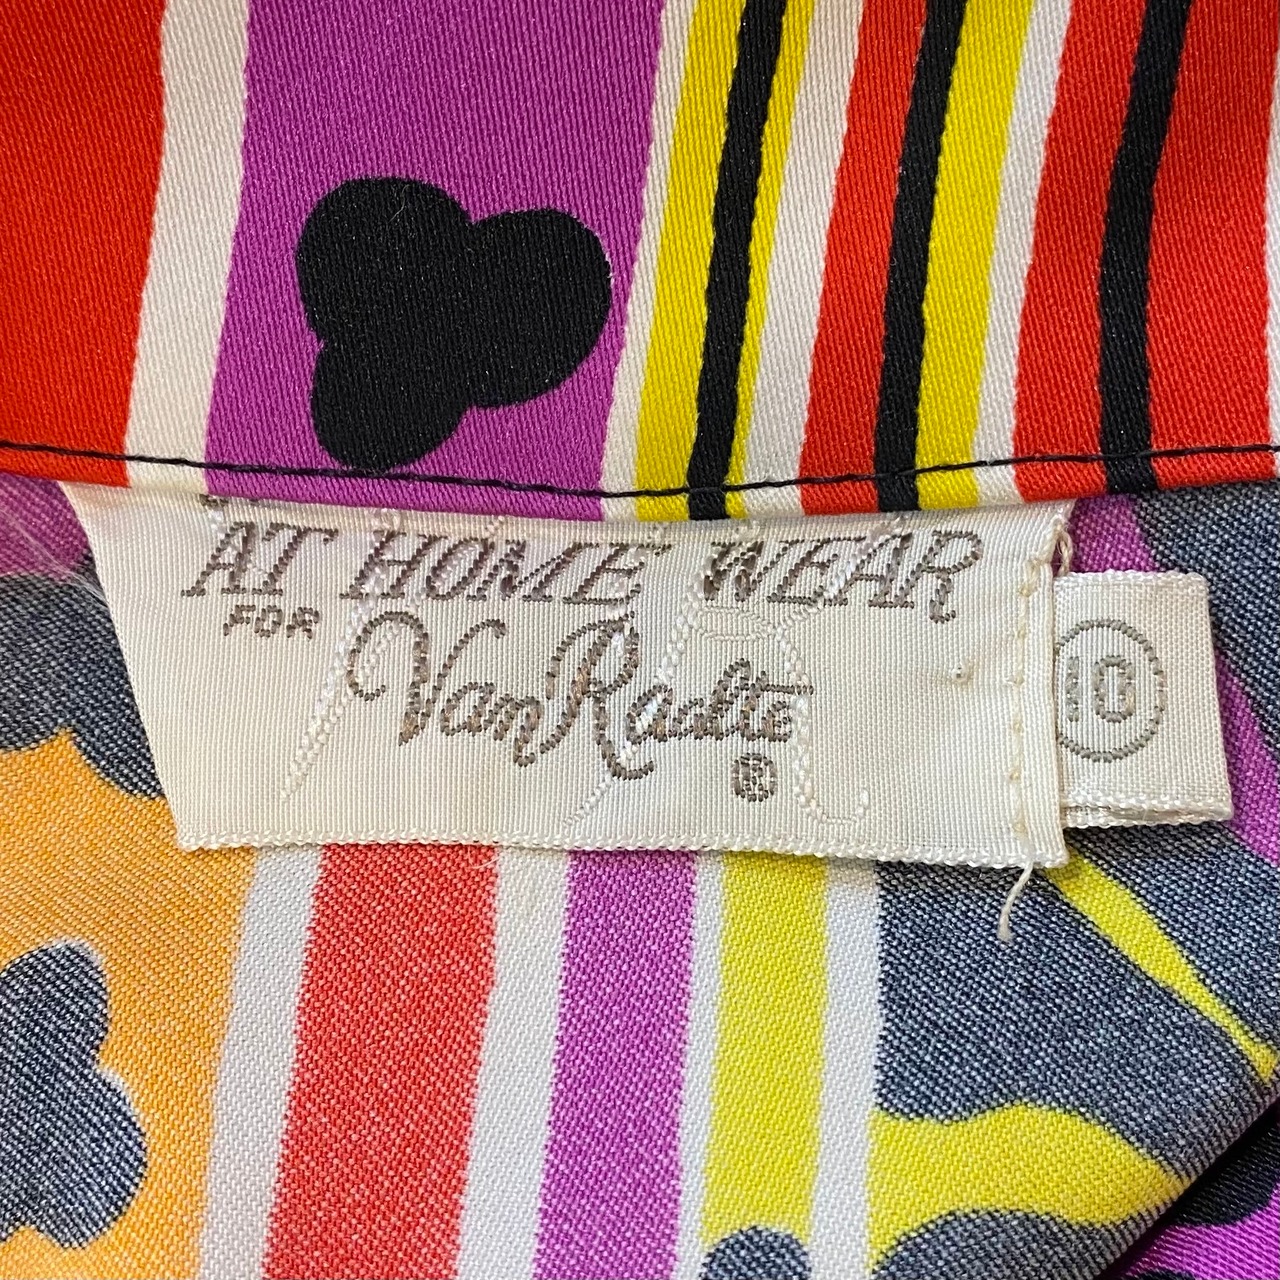 AT HOME WEAR
FOR
Van Raalte
®
10